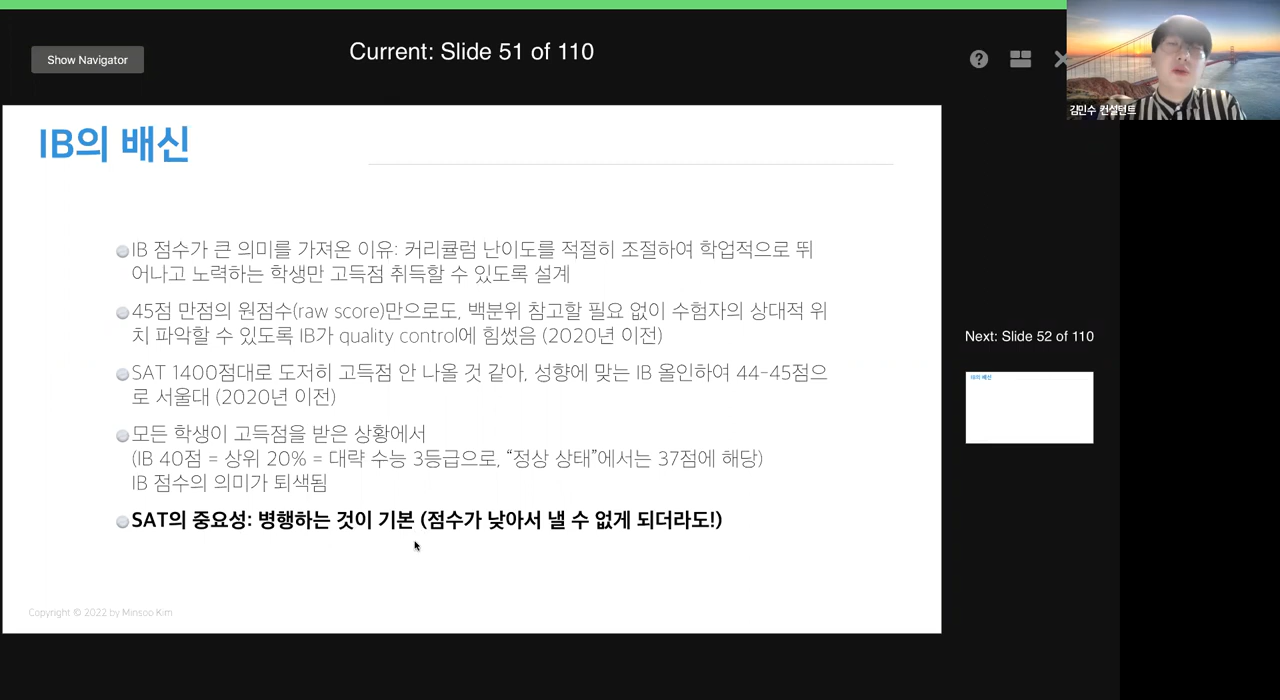 Show Navigator
Current: Slide 51 of 110
김민수 컨설턴트
IB의 배신
IB 점수가 큰 의미를 가져온 이유: 커리큘럼 난이도를 적절히 조절하여 학업적으로 뛰
어나고 노력하는 학생만 고득점 취득할 수 있도록 설계
45점 만점의 원점수(raw score)만으로도, 백분위 참고할 필요 없이 수험자의 상대적 위
치 파악할 수 있도록 IB가 quality control에 힘썼음 (2020년 이전)
SAT 1400점대로 도저히 고득점 안 나올 것 같아, 성향에 맞는 IB 올인하여 44-45점으
로 서울대 (2020년 이전)
모든 학생이 고득점을 받은 상황에서
(IB 40점 = 상위 20% = 대략 수능 3등급으로, “정상 상태”에서는 37점에 해당)
IB 점수의 의미가 퇴색됨
SAT의 중요성: 병행하는 것이 기본 (점수가 낮아서 낼 수 없게 되더라도!)
Copyright © 2022 by Minsoo Kim
Next: Slide 52 of 110
IB의 배신